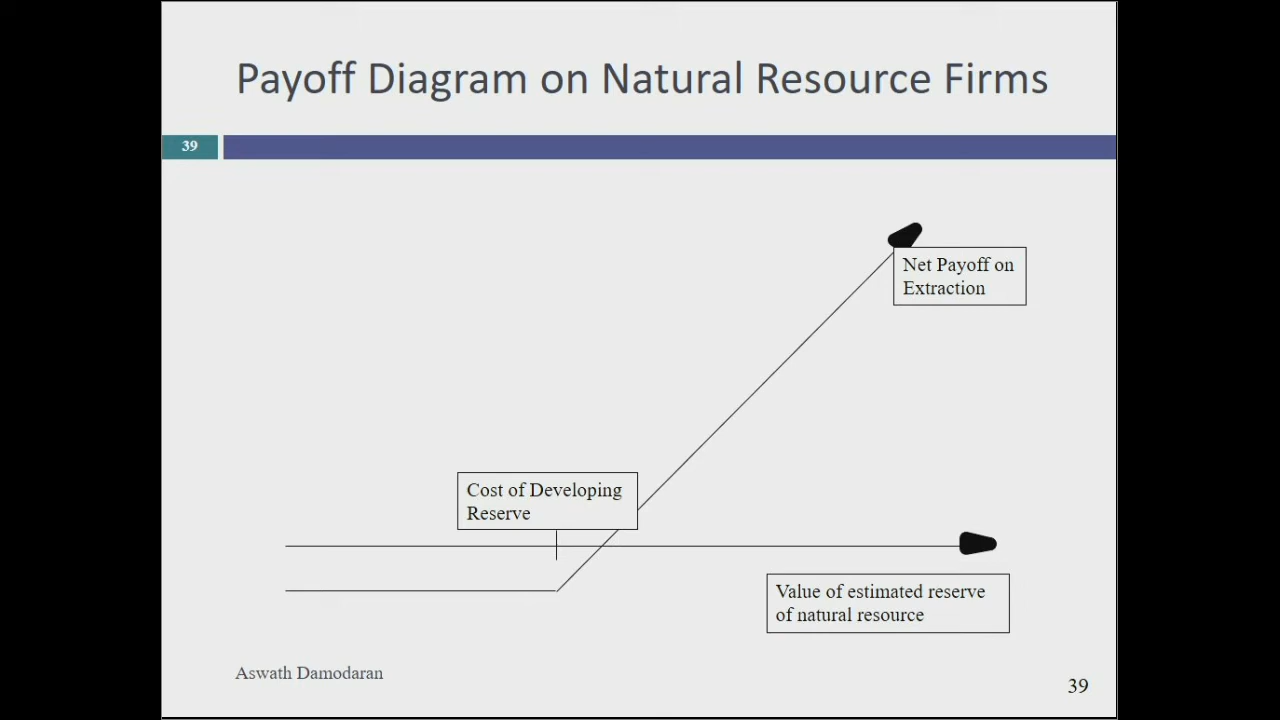 Payoff Diagram on Natural Resource Firms
39
Net Payoff on
Extraction
Cost of Developing
Reserve
Value of estimated reserve
of natural resource
Aswath Damodaran
39